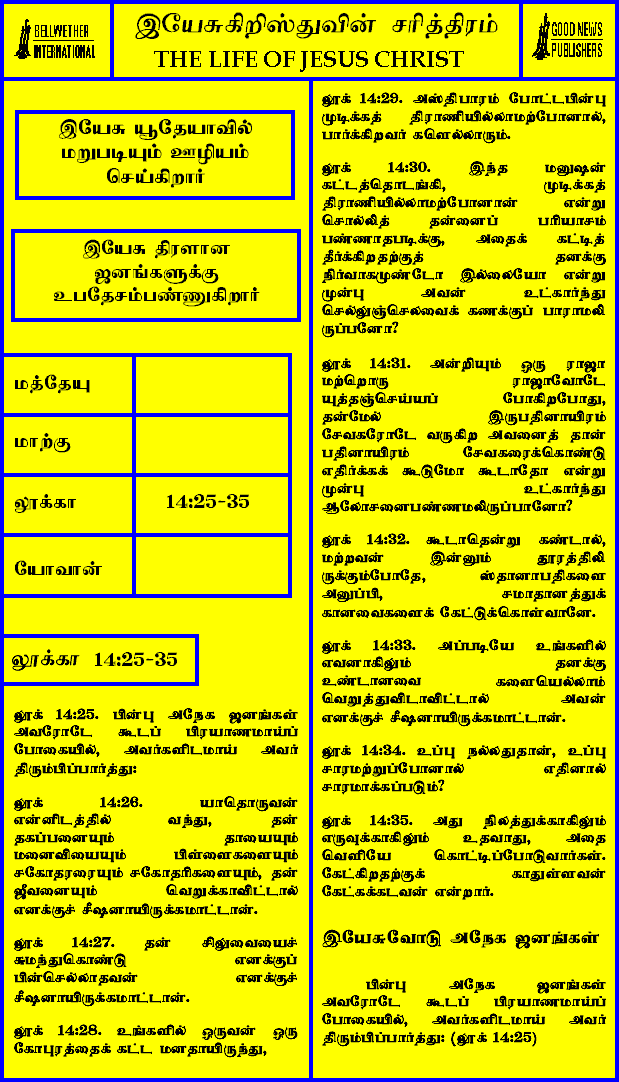 BELLWETHER
INTERNATIONAL
இயேசுகிறிஸ்துவின் சரித்திரம்
THE LIFE OF JESUS CHRIST
GOOD NEWS
PUBLISHERS
இயேசு யூதேயாவில்
மறுபடியும் ஊழியம்
செய்கிறார்
இயேசு திரளான
ஜனங்களுக்கு
உபதேசம்பண்ணுகிறார்
மத்தேயு
மாற்கு
லூக்கா 14:25-35
யோவான்
லூக்கா 14:25-35
லூக் 14:25. பின்பு அநேக ஜனங்கள்
அவரோடே கூடப் பிரயாணமாய்ப்
போகையில், அவர்களிடமாய் அவர்
திரும்பிப்பார்த்து:
லூக் 14:26. யாதொருவன்
என்னிடத்தில் வந்து, தன்
தகப்பனையும் தாயையும்
மனைவியையும் பிள்ளைகளையும்
சகோதரரையும் சகோதரிகளையும், தன்
ஜீவனையும் வெறுக்காவிட்டால்
எனக்குச் சீஷனாயிருக்கமாட்டான்.
லூக் 14:27. தன் சிலுவையைச்
சுமந்துகொண்டு எனக்குப்
பின்செல்லாதவன் எனக்குச்
சீஷனாயிருக்கமாட்டான்.
லூக் 14:28. உங்களில் ஒருவன் ஒரு
கோபுரத்தைக் கட்ட மனதாயிருந்து,
லூக் 14:29. அஸ்திபாரம் போட்டபின்பு
முடிக்கத் திராணியில்லாமற்போனால்,
பார்க்கிறவர் களெல்லாரும்.
லூக் 14:30. இந்த மனுஷன்
கட்டத்தொடங்கி, முடிக்கத்
திராணியில்லாமற்போனான் என்று
சொல்லித் தன்னைப் பரியாசம்
பண்ணாதபடிக்கு, அதைக் கட்டித்
தீர்க்கிறதற்குத் தனக்கு
நிர்வாகமுண்டோ இல்லையோ என்று
முன்பு அவன் உட்கார்ந்து
செல்லுஞ்செலவைக் கணக்குப் பாராமலி
ருப்பனோ?
லூக் 14:31. அன்றியும் ஒரு ராஜா
மற்றொரு ராஜாவோடே
யுத்தஞ்செய்யப் போகிறபோது,
தன்மேல் இருபதினாயிரம்
சேவகரோடே வருகிற அவனைத் தான்
பதினாயிரம் சேவகரைக்கொண்டு
எதிர்க்கக் கூடுமோ கூடாதோ என்று
முன்பு உட்கார்ந்து
ஆலோசனைபண்ணமலிருப்பானோ?
லூக் 14:32. கூடாதென்று கண்டால்,
மற்றவன் இன்னும் தூரத்திலி
ருக்கும்போதே, ஸ்தானாபதிகளை
அனுப்பி, சமாதானத்துக்
கானவைகளைக் கேட்டுக்கொள்வானே.
லூக் 14:33. அப்படியே உங்களில்
எவனாகிலும் தனக்கு
உண்டானவை களையெல்லாம்
வெறுத்துவிடாவிட்டால் அவன்
எனக்குச் சீஷனாயிருக்கமாட்டான்.
லூக் 14:34. உப்பு நல்லதுதான், உப்பு
சாரமற்றுப்போனால் எதினால்
சாரமாக்கப்படும்?
லூக் 14:35. அது நிலத்துக்காகிலும்
எருவுக்காகிலும் உதவாது, அதை
வெளியே கொட்டிப்போடுவார்கள்.
கேட்கிறதற்குக் காதுள்ளவன்
கேட்கக்கடவன் என்றார்.
இயேசுவோடு அநேக ஜனங்கள்
பின்பு அநேக ஜனங்கள்
அவரோடே கூடப் பிரயாணமாய்ப்
போகையில், அவர்களிடமாய் அவர்
திரும்பிப்பார்த்து: (லூக் 14:25)